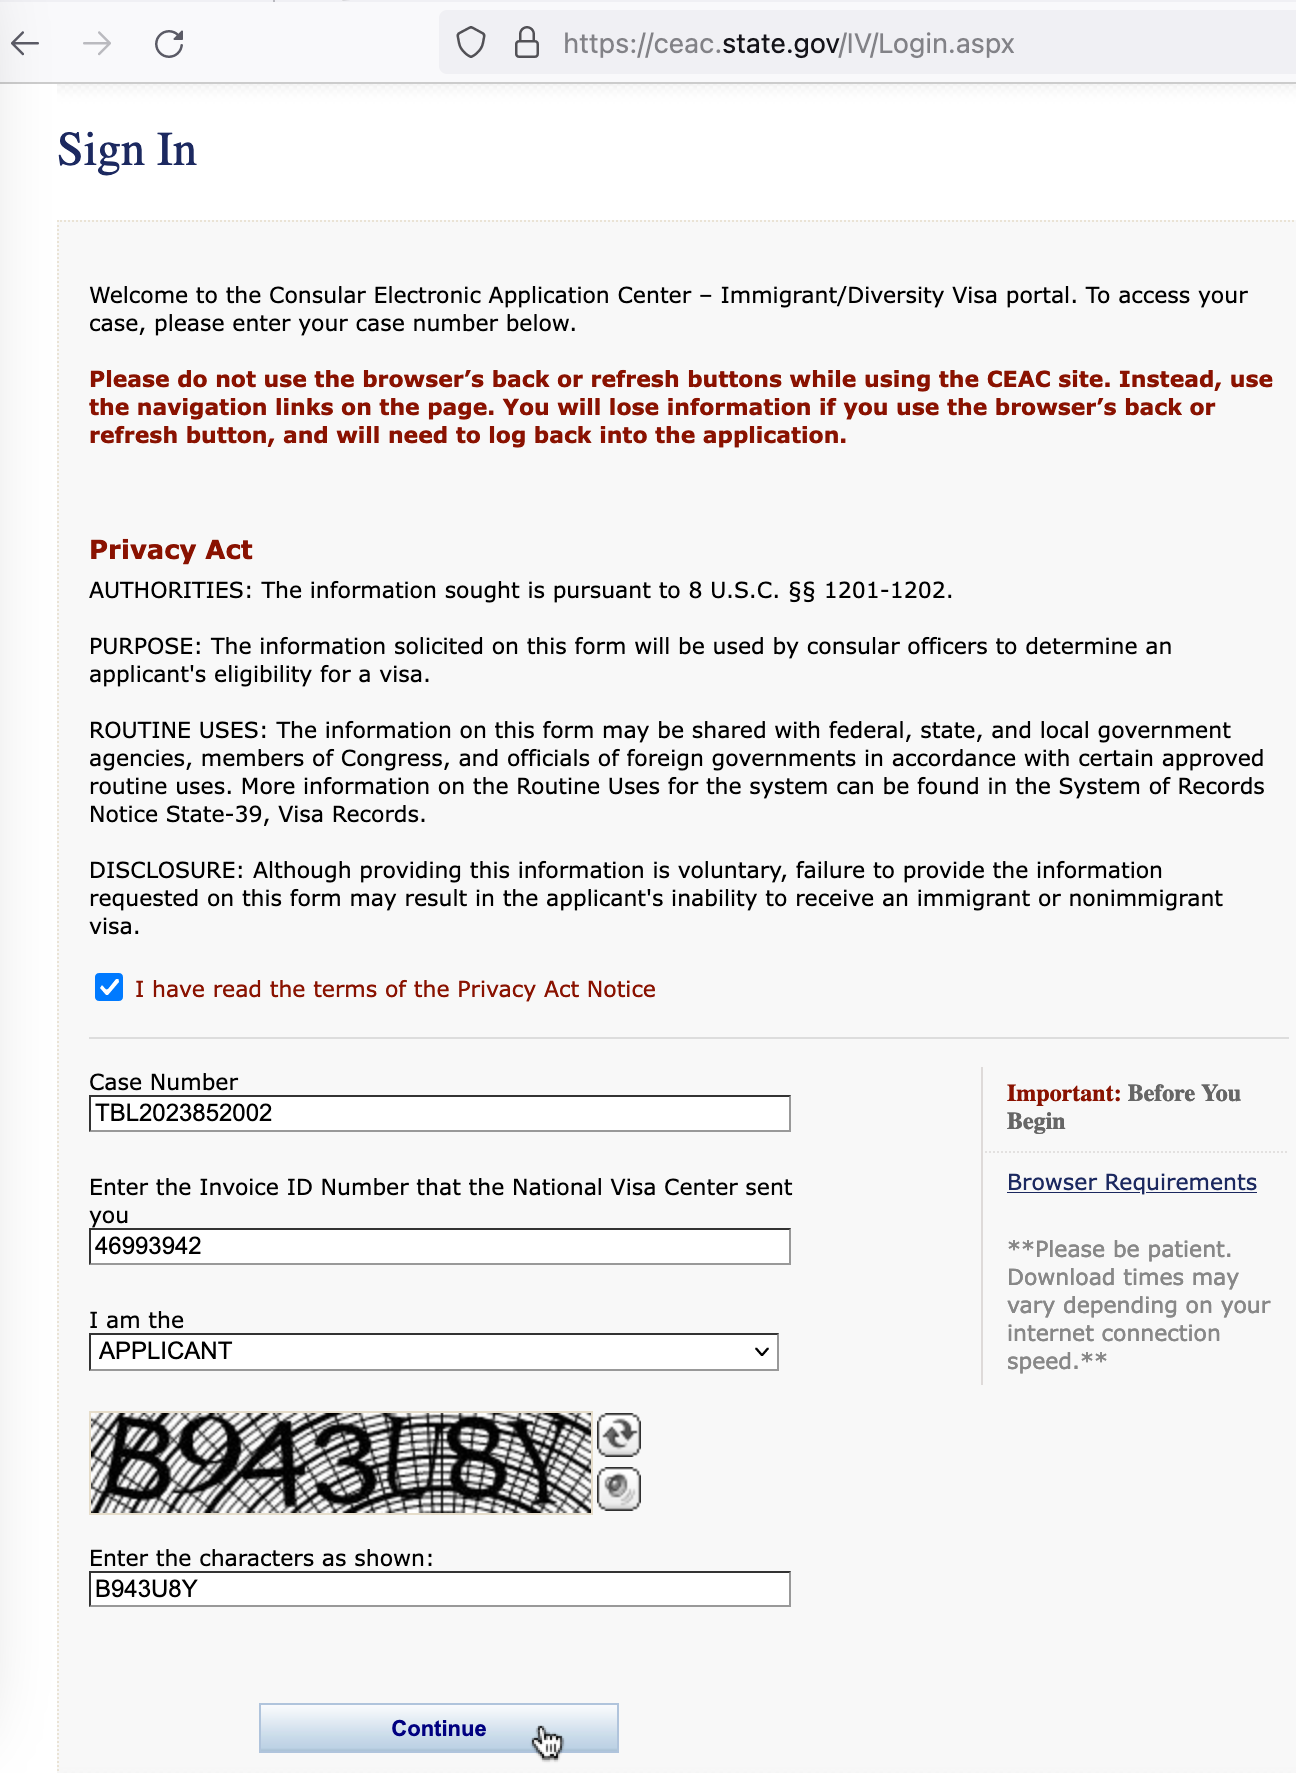 https://ceac.state.gov/IV/Login.aspx
Sign In
Welcome to the Consular Electronic Application Center – Immigrant/Diversity Visa portal. To access your
case, please enter your case number below.
Please do not use the browser’s back or refresh buttons while using the CEAC site. Instead, use
the navigation links on the page. You will lose information if you use the browser’s back or
refresh button, and will need to log back into the application.
Privacy Act
AUTHORITIES: The information sought is pursuant to 8 U.S.C. §§ 1201-1202.
PURPOSE: The information solicited on this form will be used by consular officers to determine an
applicant's eligibility for a visa.
ROUTINE USES: The information on this form may be shared with federal, state, and local government
agencies, members of Congress, and officials of foreign governments in accordance with certain approved
routine uses. More information on the Routine Uses for the system can be found in the System of Records
Notice State-39, Visa Records.
DISCLOSURE: Although providing this information is voluntary, failure to provide the information
requested on this form may result in the applicant's inability to receive an immigrant or nonimmigrant
visa.
I have read the terms of the Privacy Act Notice
Case Number
TBL2023852002
Enter the Invoice ID Number that the National Visa Center sent
you
46993942
I am the
APPLICANT
B943U8Y
Enter the characters as shown:
B943U8Y
Continue
Important: Before You
Begin
Browser Requirements
**Please be patient.
Download times may
vary depending on your
internet connection
speed.**